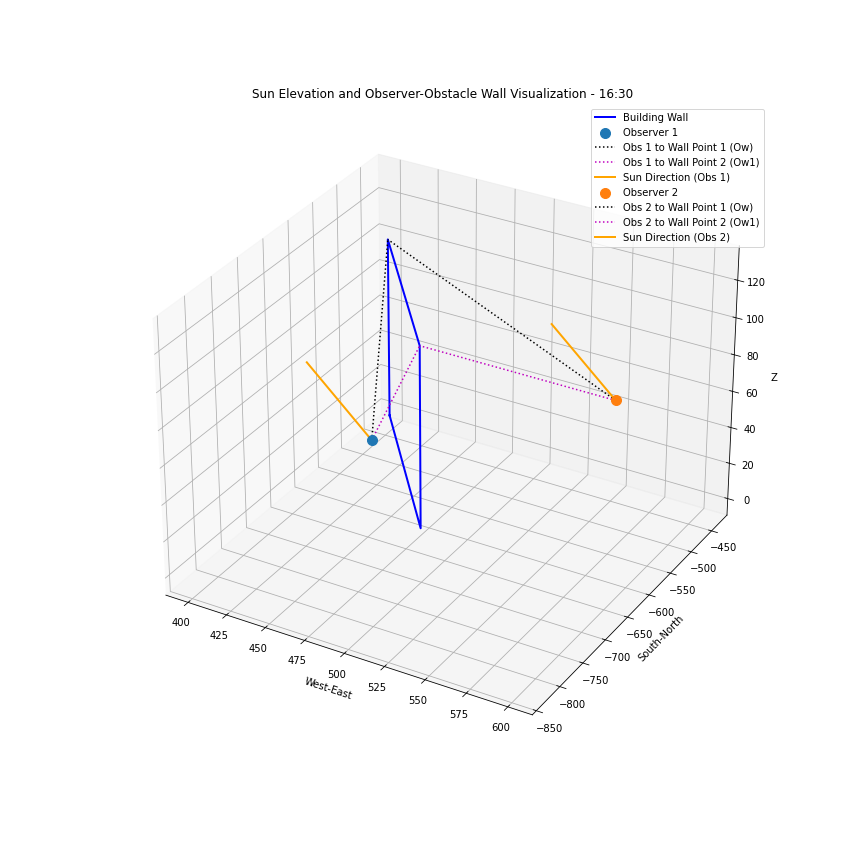 Sun Elevation and Observer-Obstacle Wall Visualization - 16:30
Building Wall
Observer 1
Obs 1 to Wall Point 1 (Ow)
Obs 1 to Wall Point 2 (Ow1)
Sun Direction (Obs 1)
Observer 2
Obs 2 to Wall Point 1 (Ow)
Obs 2 to Wall Point 2 (Ow1)
Sun Direction (Obs 2)
120
100
80
60
40
20
0
Z
−450
−500
−550
−600
−650
−700
−750
−800
−850
South-North
400
425
450
475
500
525
550
575
600
West-East